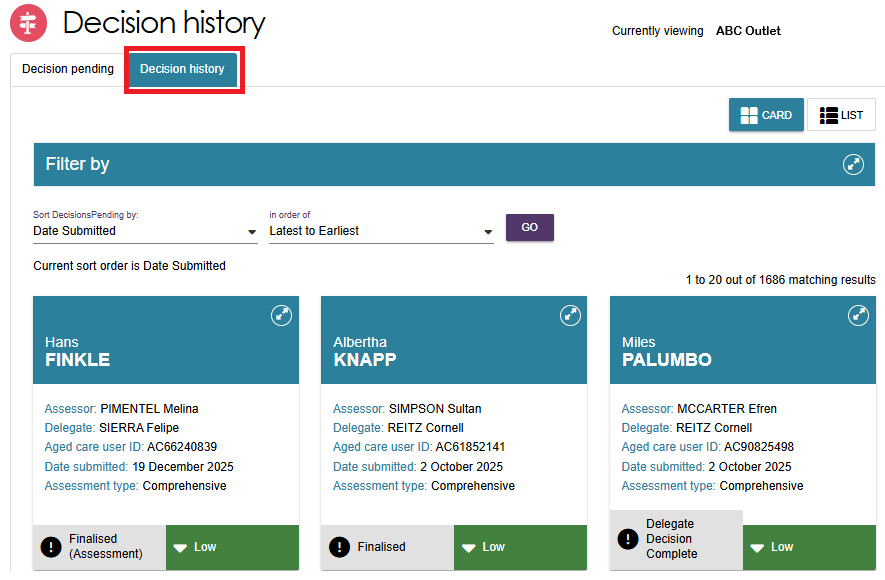 Decision history
Currently viewing ABC Outlet
Decision pending
Decision history
CARD
LIST
Filter by
Sort DecisionsPending by:
Date Submitted
in order of
Latest to Earliest
GO
Current sort order is Date Submitted
1 to 20 out of 1686 matching results
Hans
FINKLE
Assessor: PIMENTEL Melina
Delegate: SIERRA Felipe
Aged care user ID: AC66240839
Date submitted: 19 December 2025
Assessment type: Comprehensive
Finalised
(Assessment)
Low
Albertha
KNAPP
Assessor: SIMPSON Sultan
Delegate: REITZ Cornell
Aged care user ID: AC61852141
Date submitted: 2 October 2025
Assessment type: Comprehensive
Finalised
Low
Miles
PALUMBO
Assessor: MCCARTER Efren
Delegate: REITZ Cornell
Aged care user ID: AC90825498
Date submitted: 2 October 2025
Assessment type: Comprehensive
Delegate
Decision
Complete
Low